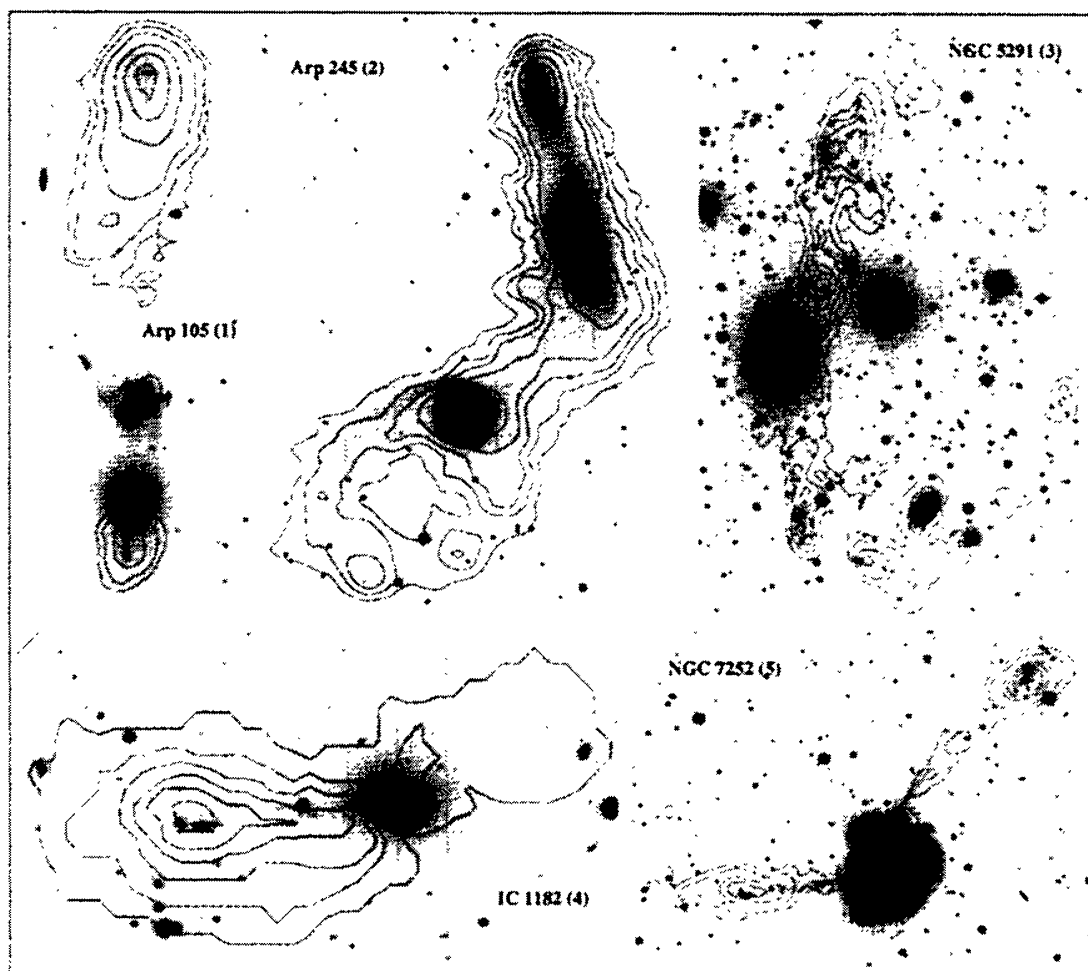 Arp 245 (2)
NGC 5291 (3)
Arp 105 (1)
NGC 7252 (5)
IC 1182 (4)